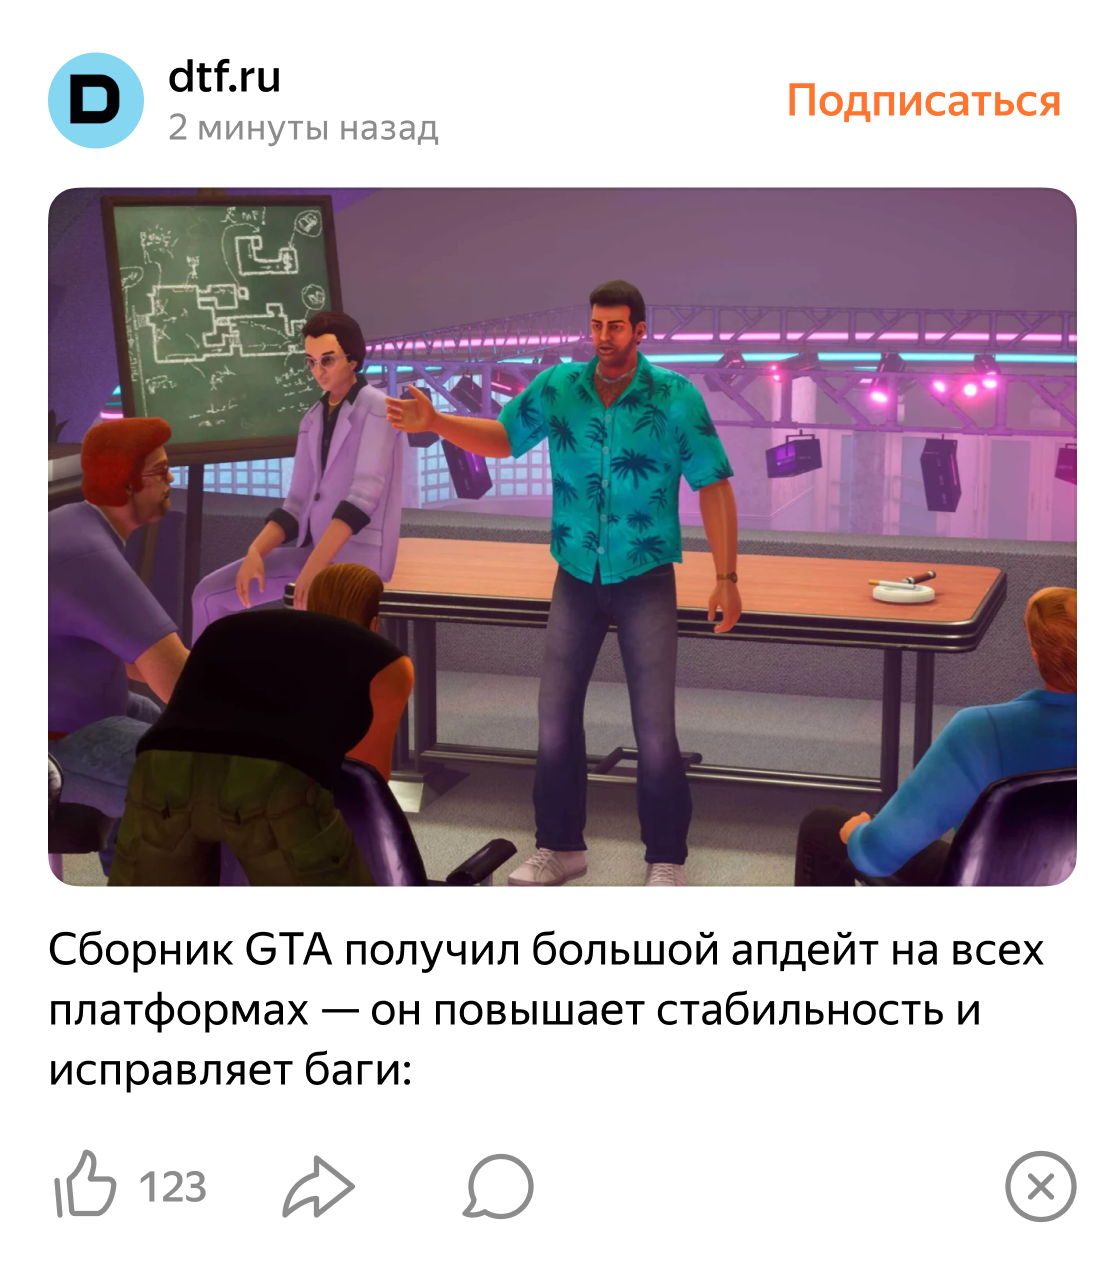 D
dtf.ru
2 минуты назад
Подписаться
Сборник GTA получил большой апдейт на всех
платформах — он повышает стабильность и
исправляет баги:
123